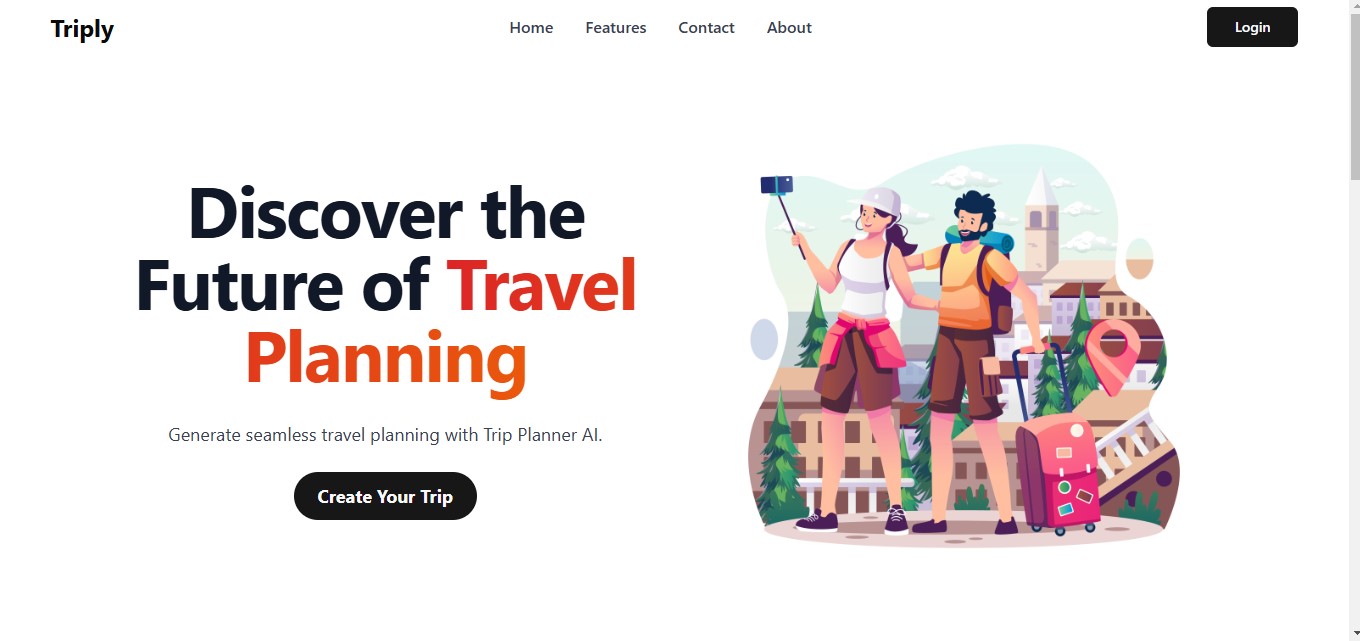 Triply
Home
Features
Contact
About
Login
Discover the
Future of Travel
Planning
Generate seamless travel planning with Trip Planner AI.
Create Your Trip